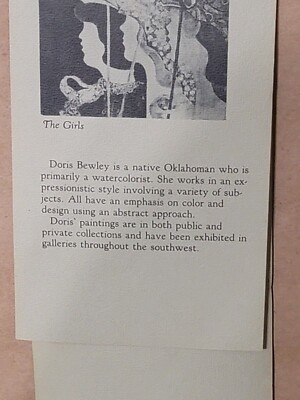 The Girls
Doris Bewley is a native Oklahoman who is
primarily a watercolorist. She works in an ex-
pressionistic style involving a variety of sub-
jects. All have an emphasis on color and
design using an abstract approach.
Doris' paintings are in both public and
private collections and have been exhibited in
galleries throughout the southwest.